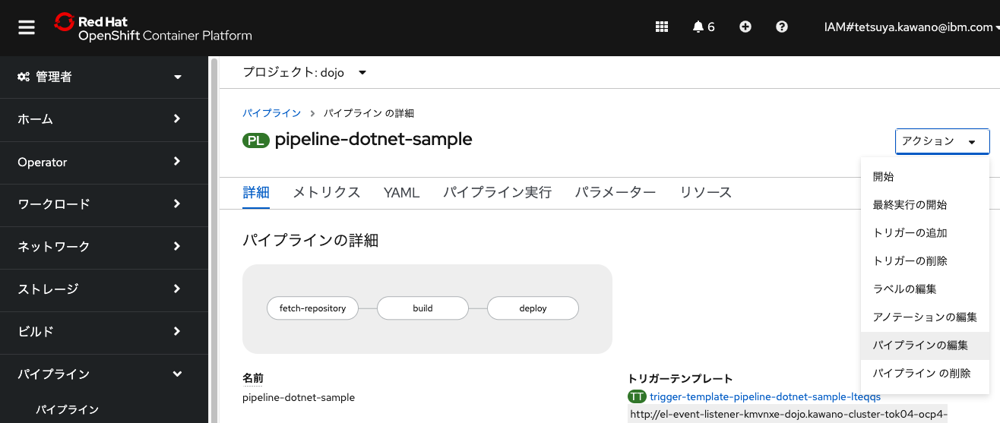 Red Hat
OpenShift Container Platform
6
IAM#tetsuya.kawano@ibm.com
管理者
ホーム
Operator
ワークロード
ネットワーク
ストレージ
ビルド
パイプライン
パイプライン
プロジェクト: dojo
パイプライン > パイプライン の詳細
PL pipeline-dotnet-sample
アクション
開始
最終実行の開始
トリガーの追加
トリガーの削除
ラベルの編集
アノテーションの編集
パイプラインの編集
パイプライン の削除
詳細 メトリクス YAML パイプライン実行 パラメーター リソース
パイプラインの詳細
fetch-repository build deploy
名前
pipeline-dotnet-sample
トリガーテンプレート
TT trigger-template-pipeline-dotnet-sample-lteqqs
http://el-event-listener-kmvnxe-dojo.kawano-cluster-tok04-ocp4-